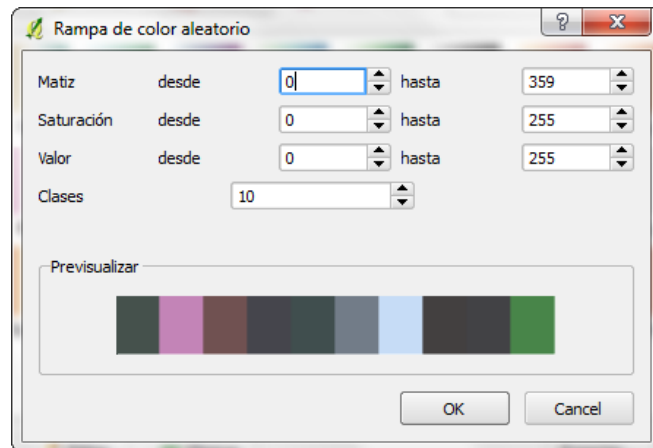 Rampa de color aleatorio
Matiz desde 0 hasta 359
Saturación desde 0 hasta 255
Valor desde 0 hasta 255
Clases 10
Previsualizar
OK Cancel